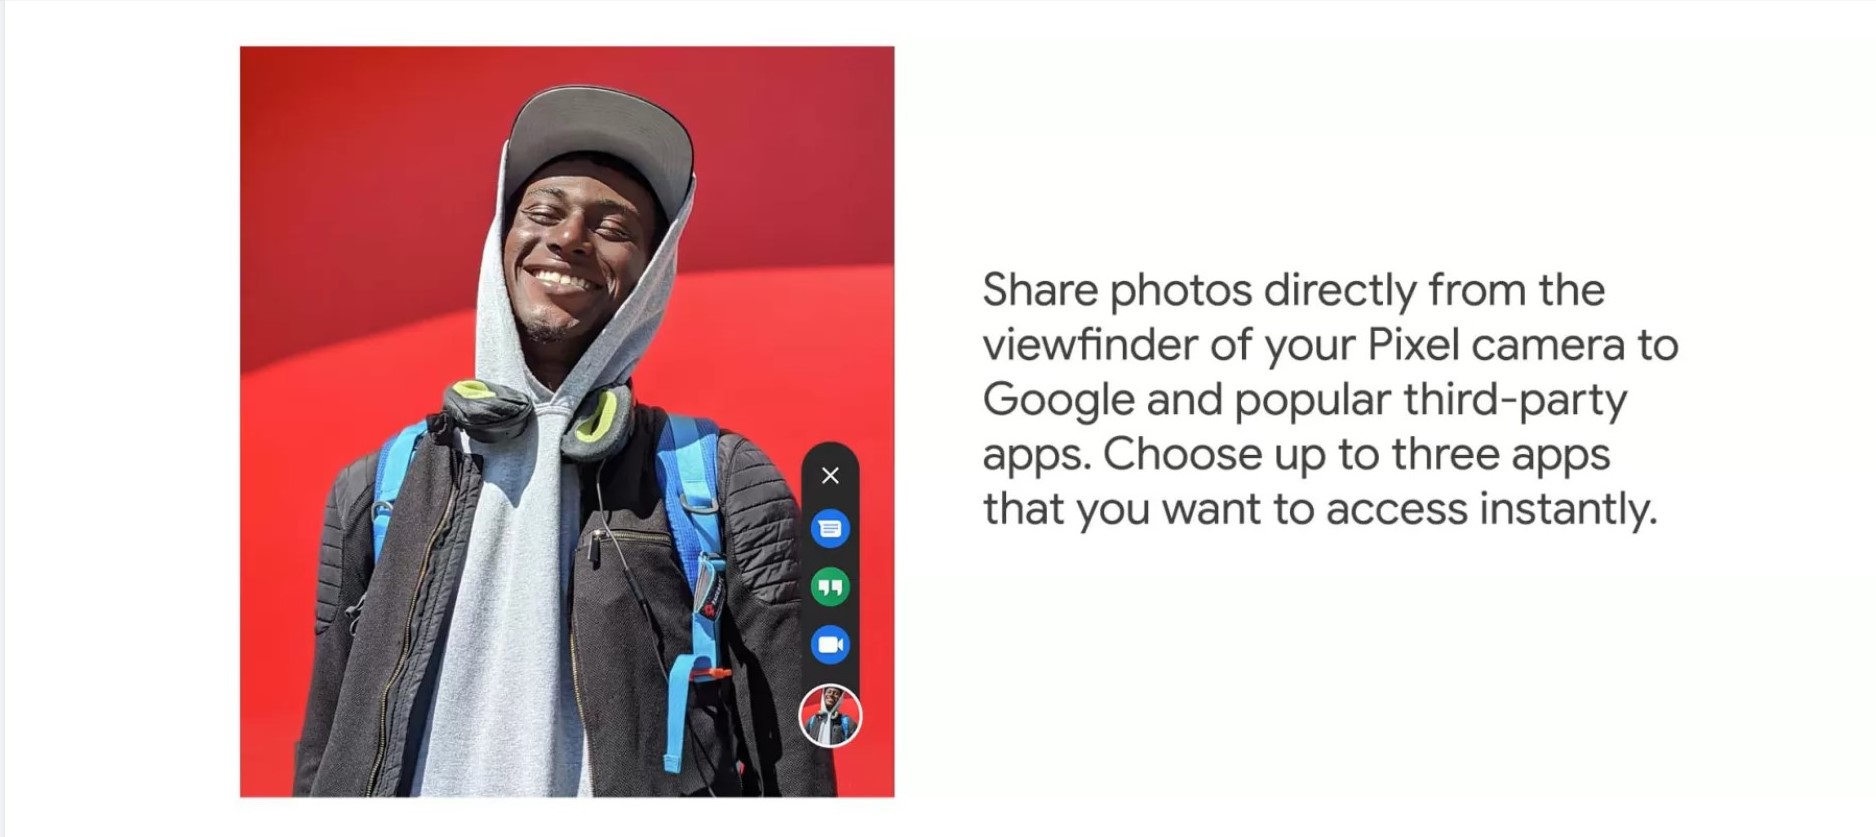 Share photos directly from the
viewfinder of your Pixel camera to
Google and popular third-party
apps. Choose up to three apps
that you want to access instantly.